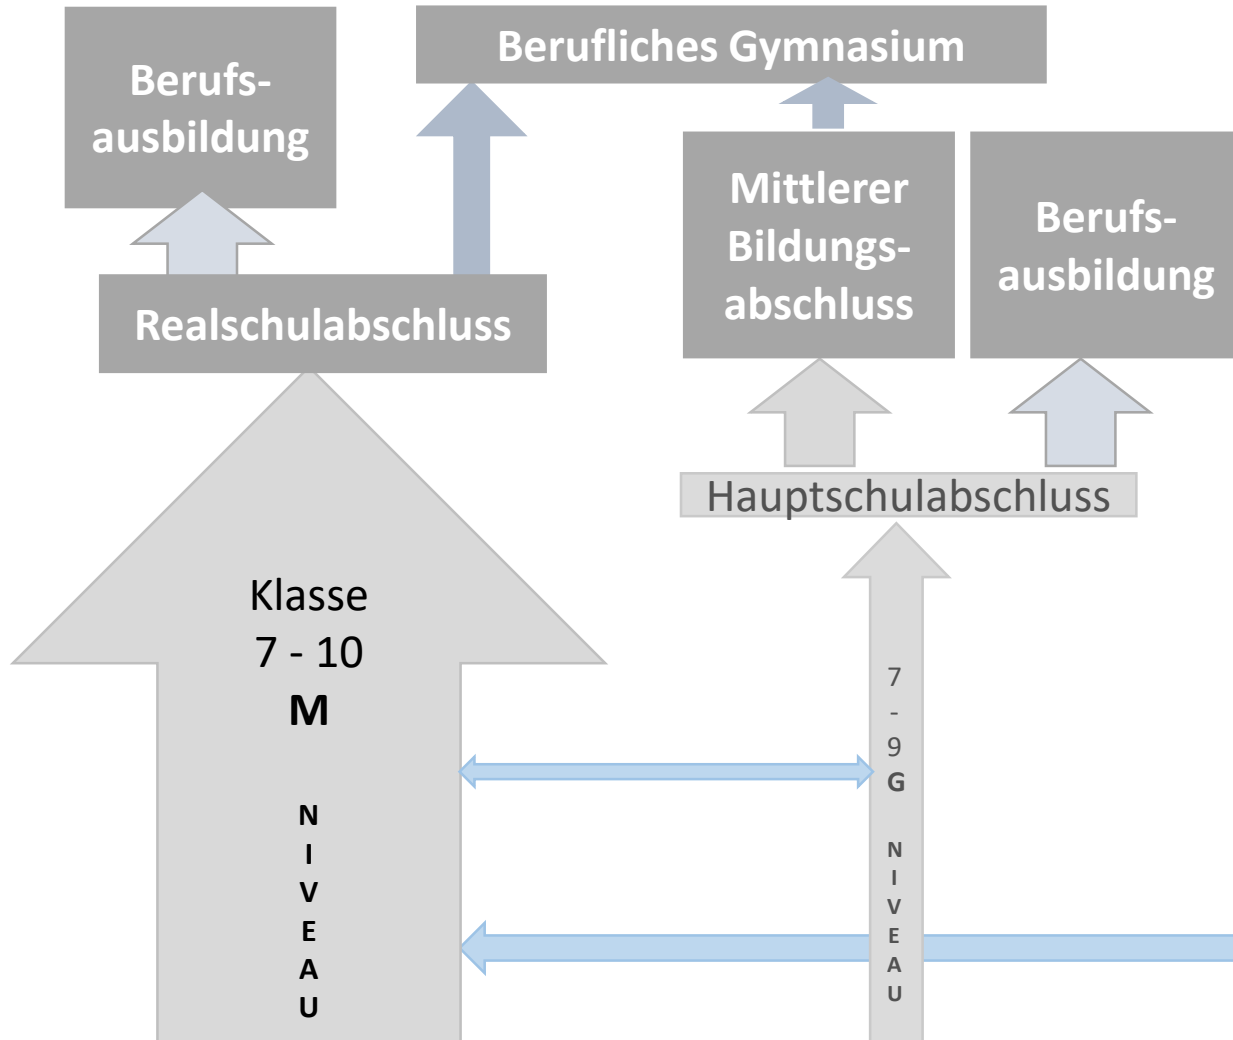 Berufs-
ausbildung
Berufliches Gymnasium
Mittlerer
Bildungs-
abschluss
Berufs-
ausbildung
Realschulabschluss
Hauptschulabschluss
Klasse
7 - 10
M
N
I
V
E
A
U
7
-
9
G
N
I
V
E
A
U